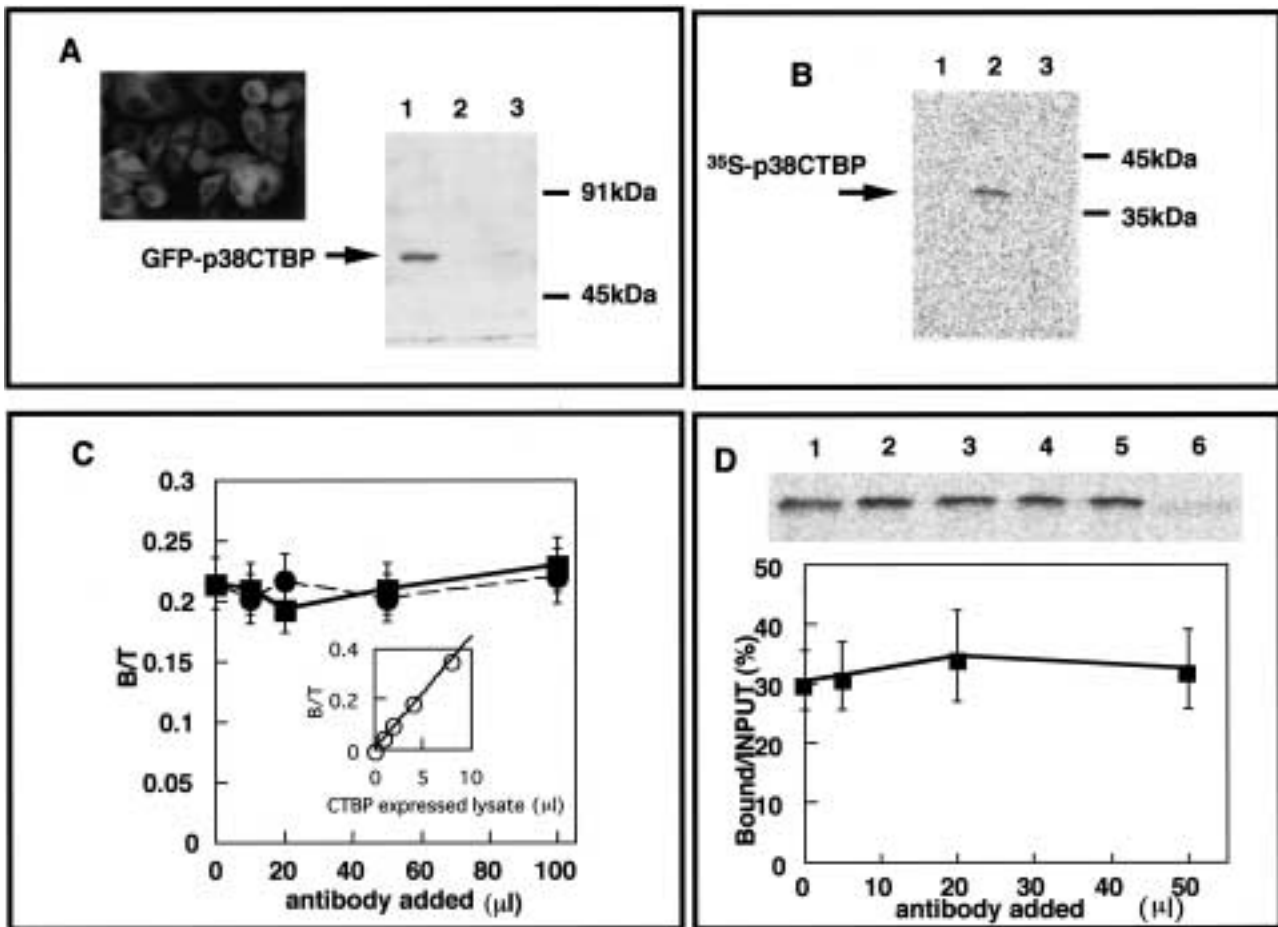 A
1 2 3
91kDa
GFP-p38CTBP
45kDa
B
1 2 3
45kDa
35S-p38CTBP
35kDa
C
0.3
0.25
0.2
0.15
0.1
0.05
0
B/T
0 20 40 60 80 100
antibody added (μl)
0.4
0.2
0
B/T
0 5 10
CTBP expressed lysate (μl)
D
1 2 3 4 5 6
50
40
30
20
10
0
Bound/INPUT (%)
0 10 20 30 40 50
antibody added (μl)